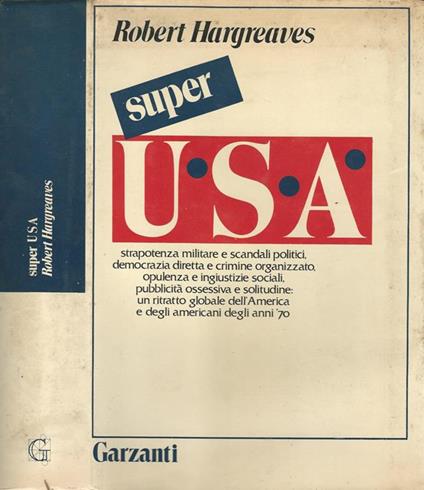 Robert Hargreaves
super
U·S·A·
strapotenza militare e scandali politici,
democrazia diretta e crimine organizzato,
opulenza e ingiustizie sociali,
pubblicità ossessiva e solitudine:
un ritratto globale dell'America
e degli americani degli anni '70
Garzanti
super USA
Robert Hargreaves
G